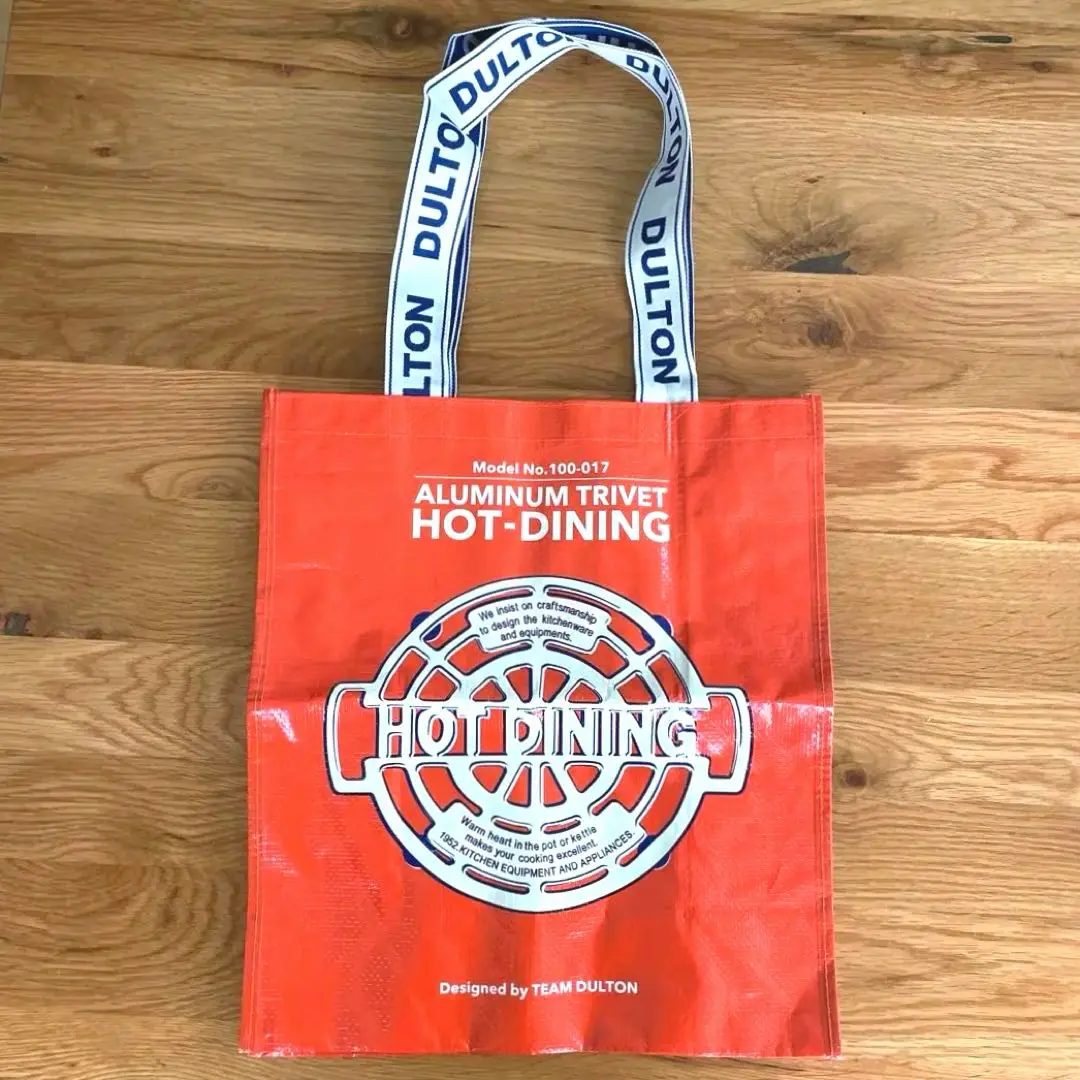 DULTON
DULTON
DULTON
DULTON
DULTON
Model No.100-017
ALUMINUM TRIVET
HOT-DINING
We insist on craftsmanship
to design the kitchenware
and equipments.
HOT DINING
Warm heart in the pot or kettle
makes your cooking excellent.
1952.KITCHEN EQUIPMENT AND APPLIANCES.
Designed by TEAM DULTON